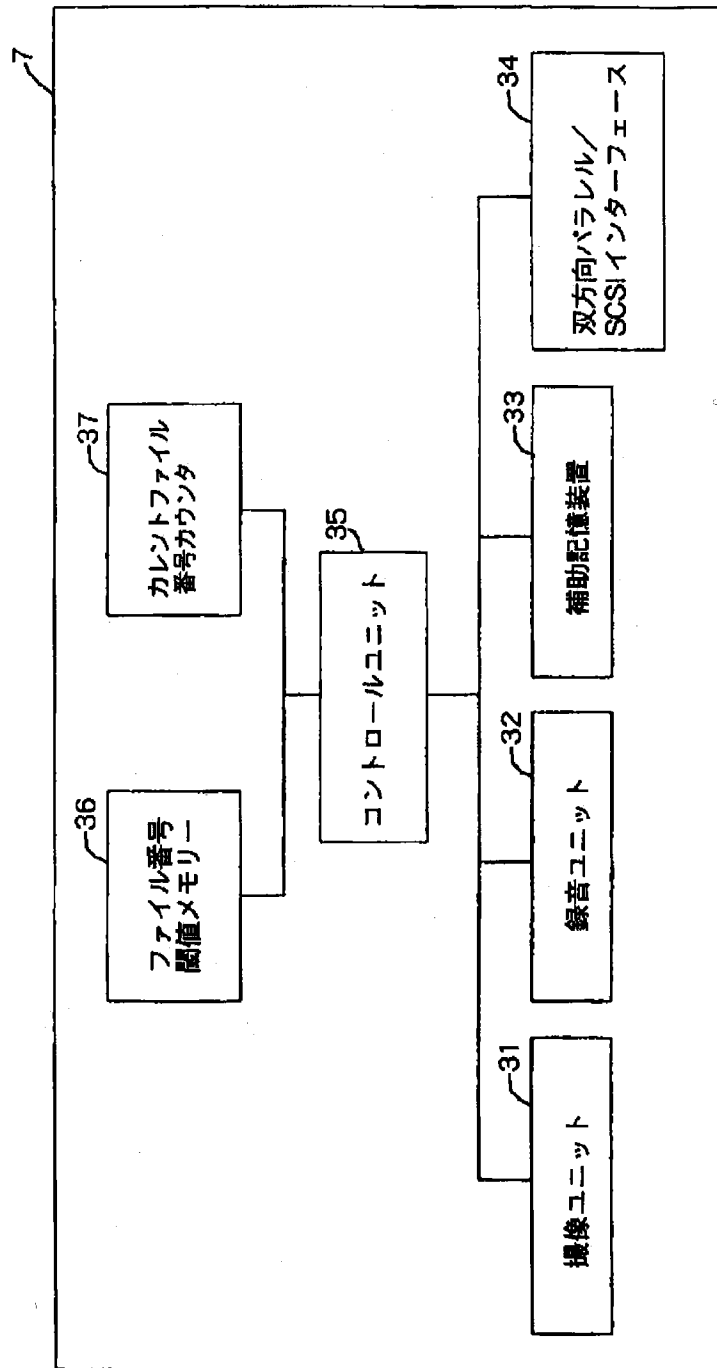 7
36
ファイル番号
閾値メモリー
37
カレントファイル
番号カウンタ
35
コントロールユニット
31
撮像ユニット
32
録音ユニット
33
補助記憶装置
34
双方向パラレル／
SCSIインターフェース